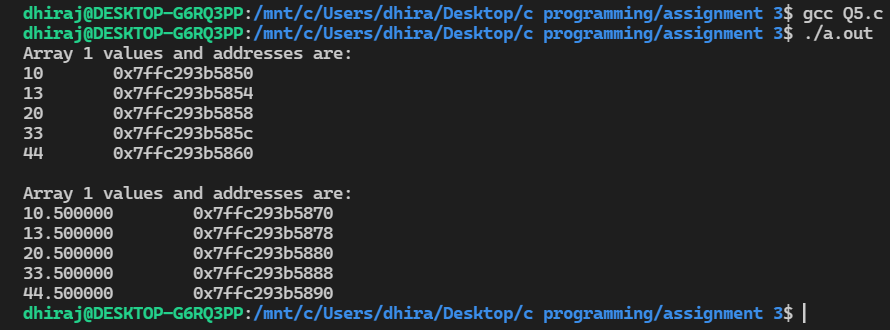 dhiraj@DESKTOP-G6RQ3PP:/mnt/c/Users/dhira/Desktop/c programming/assignment 3$ gcc Q5.c
dhiraj@DESKTOP-G6RQ3PP:/mnt/c/Users/dhira/Desktop/c programming/assignment 3$ ./a.out
Array 1 values and addresses are:
10       0x7ffc293b5850
13       0x7ffc293b5854
20       0x7ffc293b5858
33       0x7ffc293b585c
44       0x7ffc293b5860

Array 1 values and addresses are:
10.500000        0x7ffc293b5870
13.500000        0x7ffc293b5878
20.500000        0x7ffc293b5880
33.500000        0x7ffc293b5888
44.500000        0x7ffc293b5890
dhiraj@DESKTOP-G6RQ3PP:/mnt/c/Users/dhira/Desktop/c programming/assignment 3$